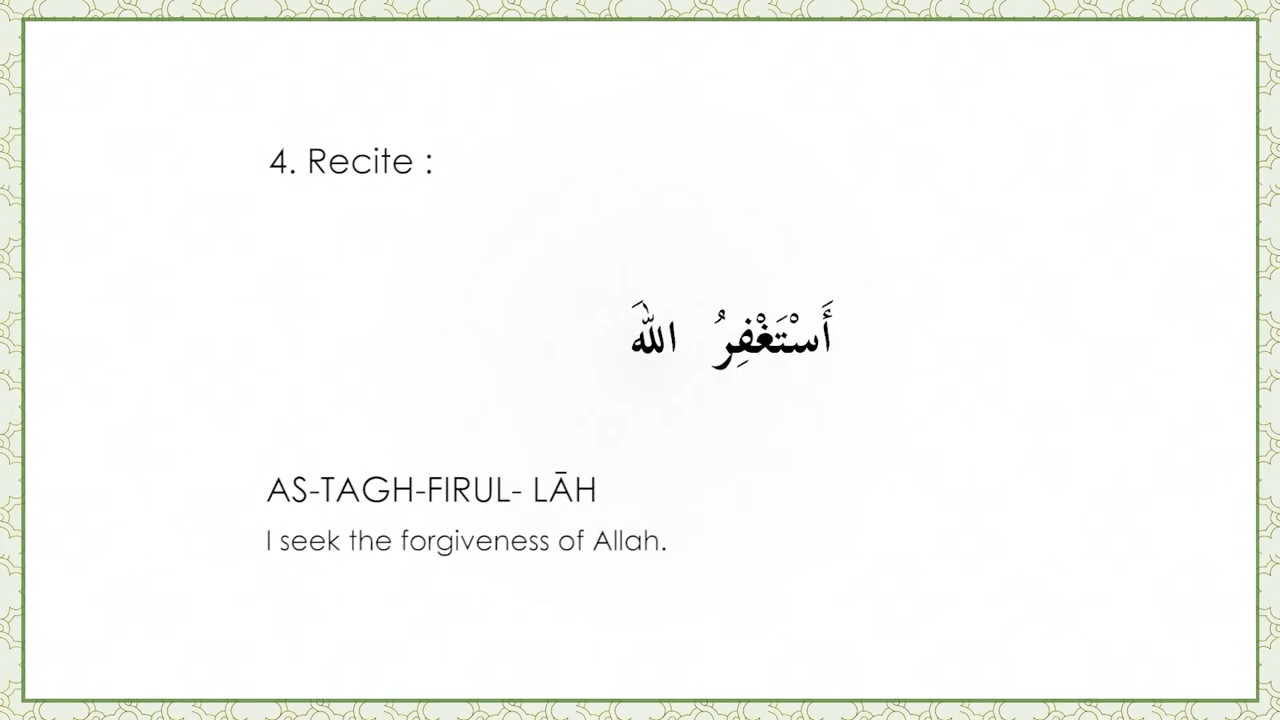 4. Recite :
أَسْتَغْفِرُ اللّٰهَ
AS-TAGH-FIRUL- LĀH
I seek the forgiveness of Allah.